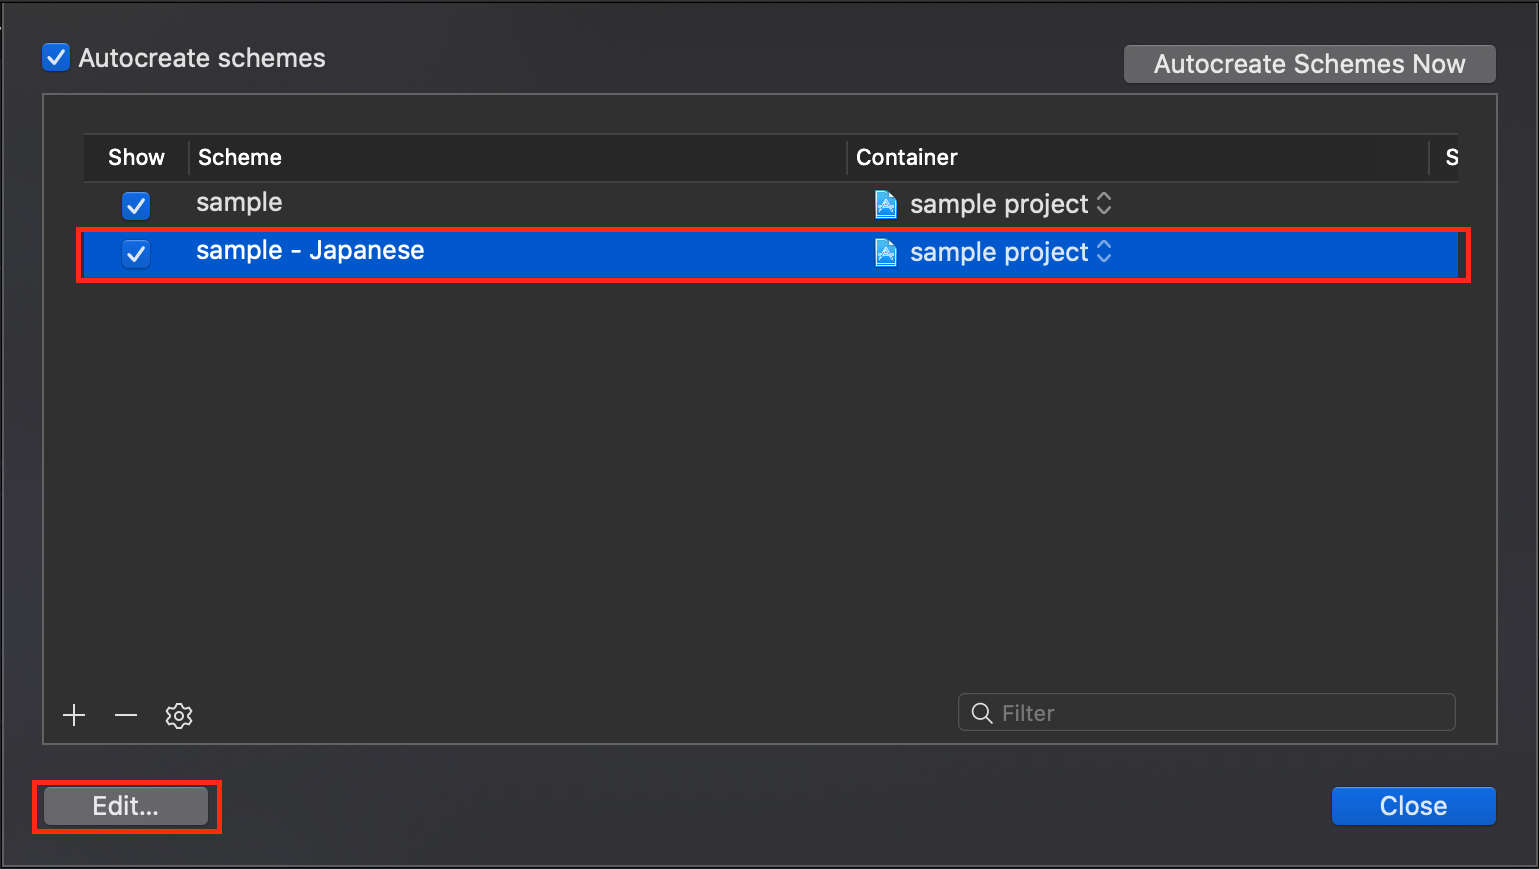 Autocreate schemes
Autocreate Schemes Now
Show Scheme Container S
sample sample project
sample - Japanese sample project
Filter
Edit... Close